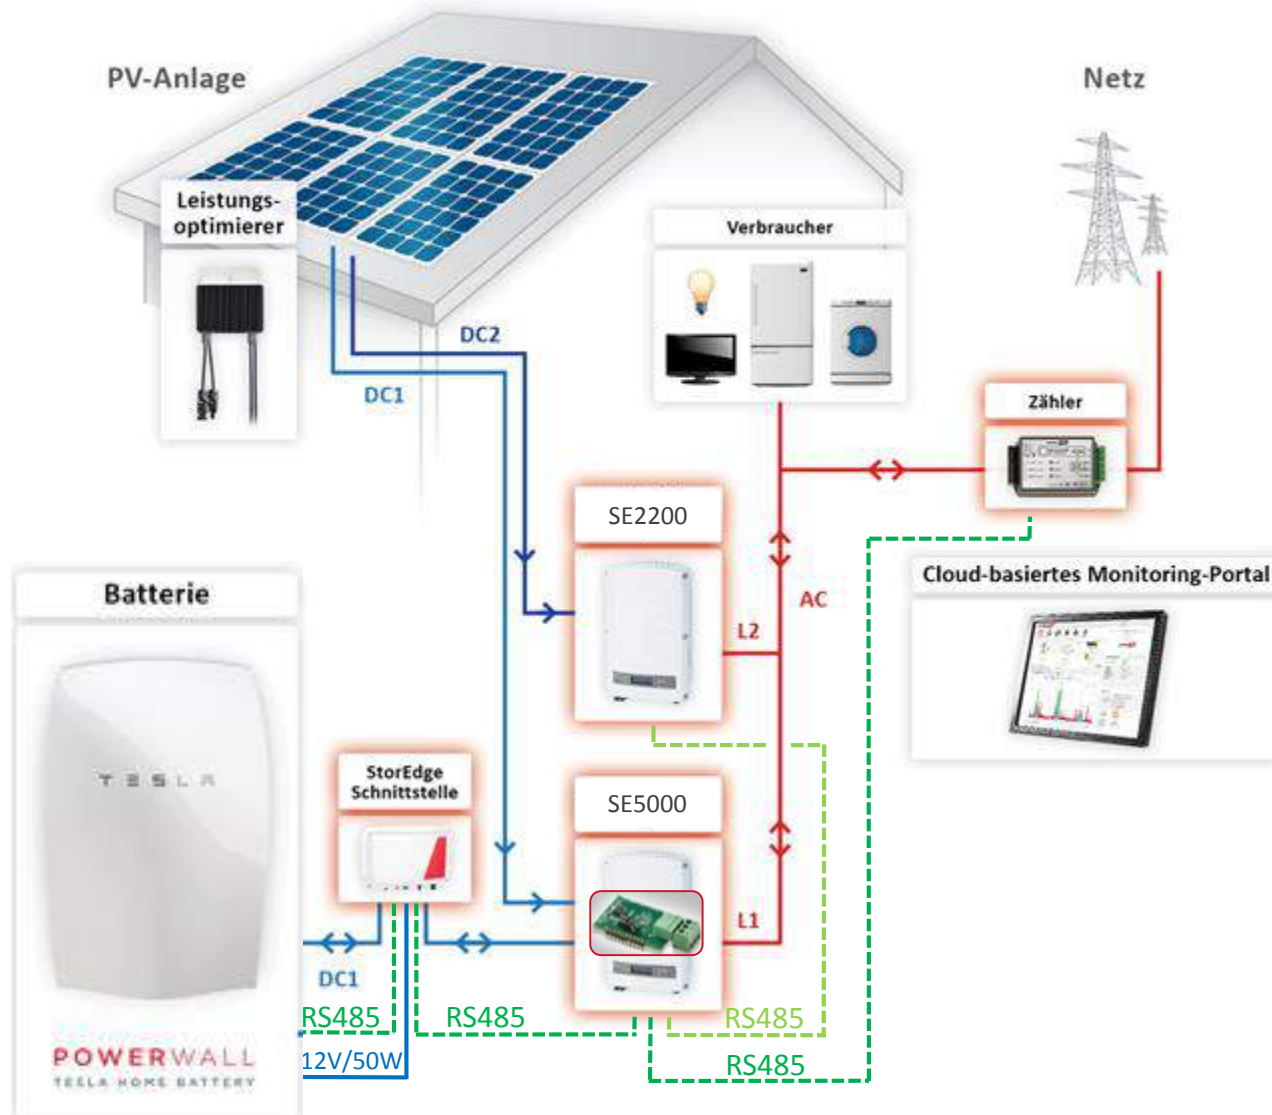 PV-Anlage
Netz
Leistungs-
optimierer
Verbraucher
DC2
DC1
Zähler
SE2200
Cloud-basiertes Monitoring-Portal
Batterie
AC
L2
TESLA
StorEdge
Schnittstelle
SE5000
L1
DC1
RS485
RS485
RS485
12V/50W
RS485
POWERWALL
TESLA HOME BATTERY